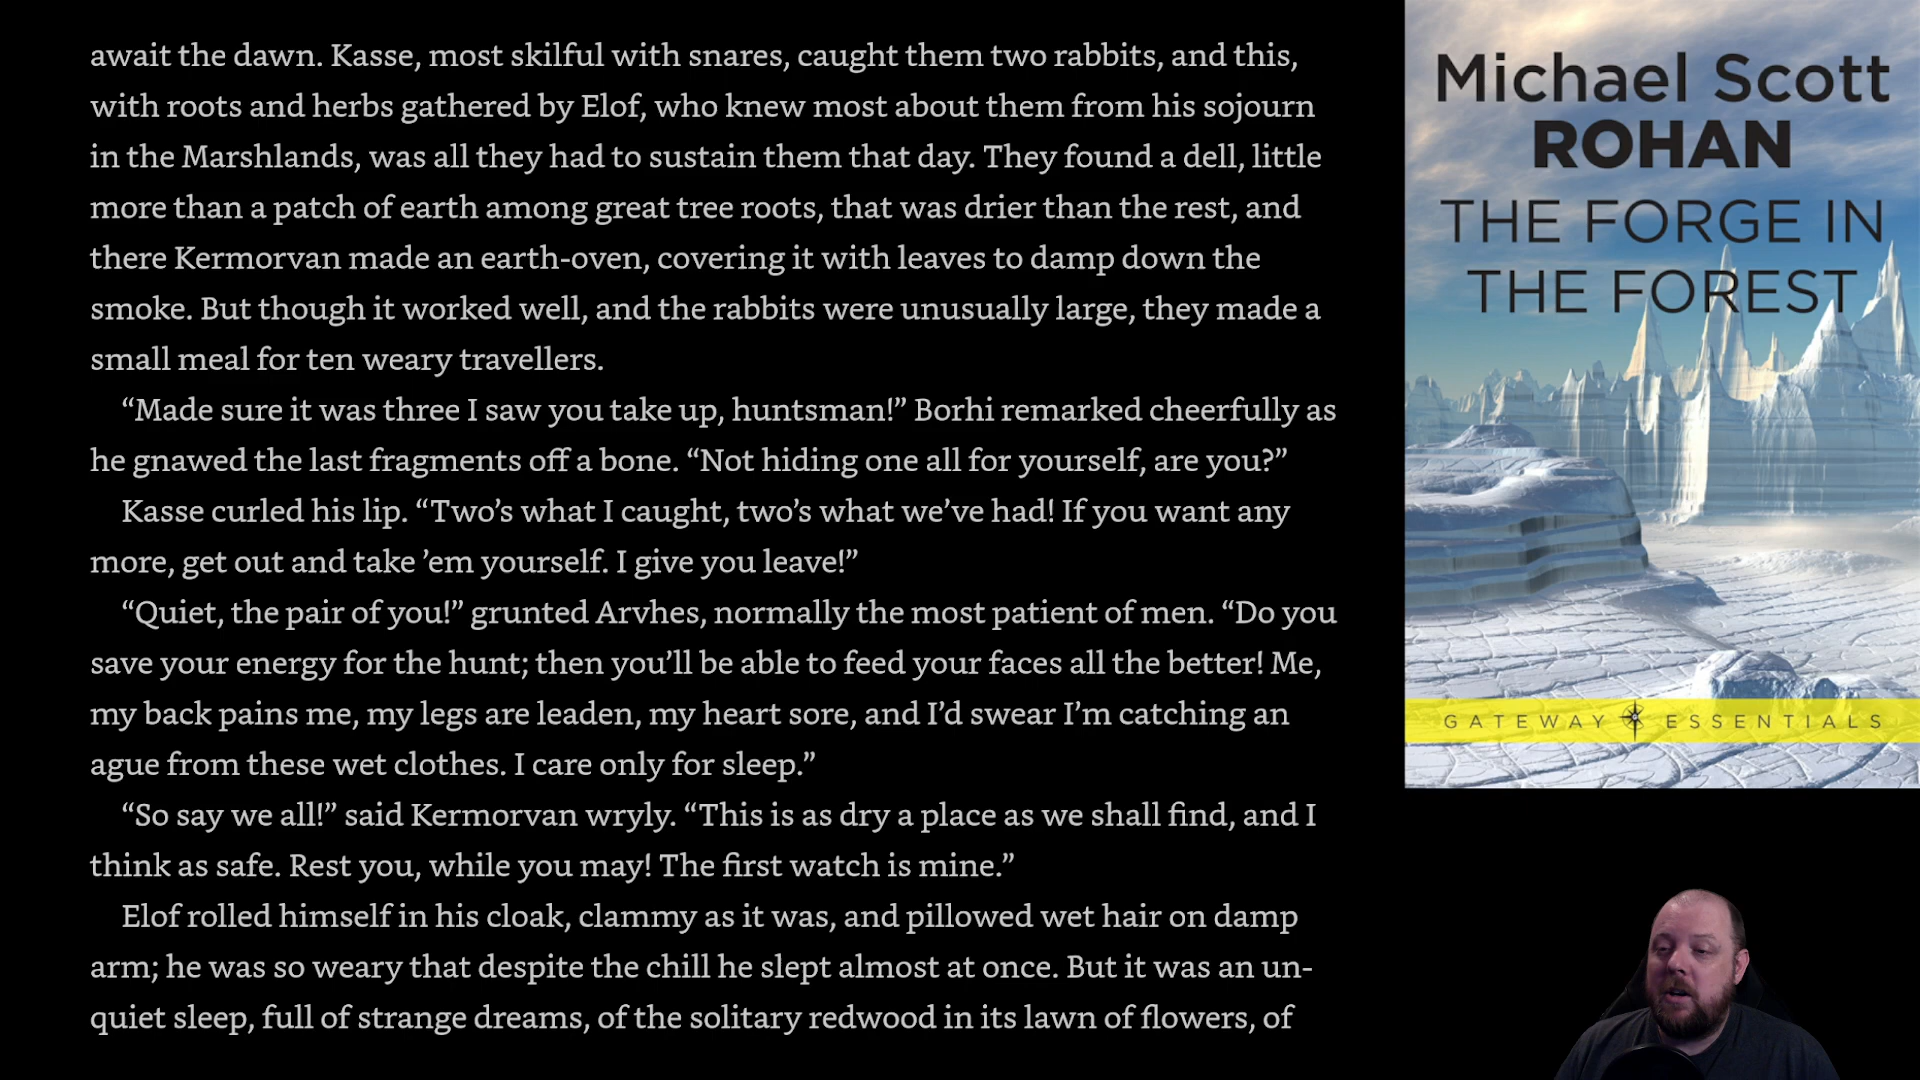 await the dawn. Kasse, most skilful with snares, caught them two rabbits, and this,
with roots and herbs gathered by Elof, who knew most about them from his sojourn
in the Marshlands, was all they had to sustain them that day. They found a dell, little
more than a patch of earth among great tree roots, that was drier than the rest, and
there Kermorvan made an earth-oven, covering it with leaves to damp down the
smoke. But though it worked well, and the rabbits were unusually large, they made a
small meal for ten weary travellers.
“Made sure it was three I saw you take up, huntsman!” Borhi remarked cheerfully as
he gnawed the last fragments off a bone. “Not hiding one all for yourself, are you?”
Kasse curled his lip. “Two’s what I caught, two’s what we’ve had! If you want any
more, get out and take ’em yourself. I give you leave!”
“Quiet, the pair of you!” grunted Arvhes, normally the most patient of men. “Do you
save your energy for the hunt; then you’ll be able to feed your faces all the better! Me,
my back pains me, my legs are leaden, my heart sore, and I’d swear I’m catching an
ague from these wet clothes. I care only for sleep.”
“So say we all!” said Kermorvan wryly. “This is as dry a place as we shall find, and I
think as safe. Rest you, while you may! The first watch is mine.”
Elof rolled himself in his cloak, clammy as it was, and pillowed wet hair on damp
arm; he was so weary that despite the chill he slept almost at once. But it was an un-
quiet sleep, full of strange dreams, of the solitary redwood in its lawn of flowers, of
Michael Scott
ROHAN
THE FORGE IN
THE FOREST
GATEWAY ESSENTIALS